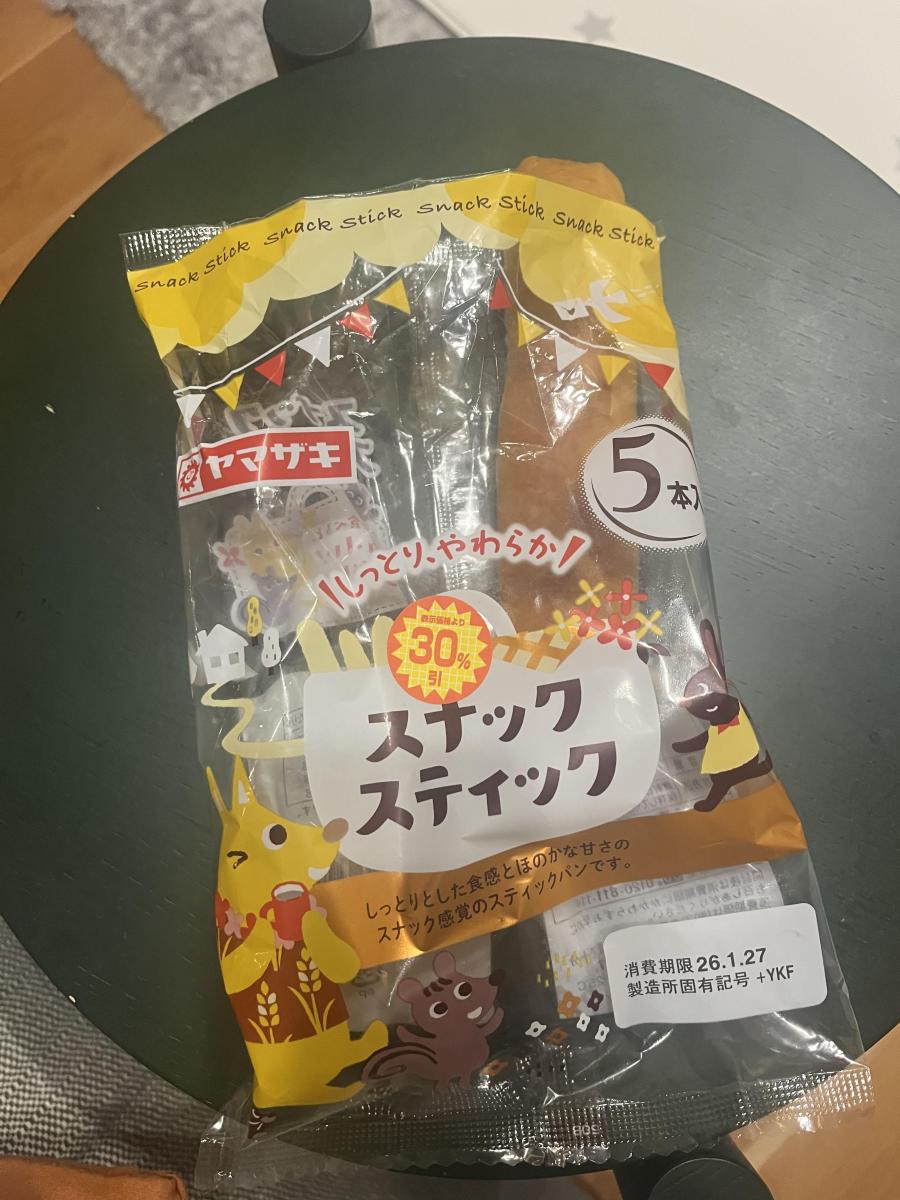 Snack Stick Snack Stick Snack Stick Snack Stick
ヤマザキ
5本入
しっとり、やわらか
表示価格より
30%
引
スナック
スティック
しっとりとした食感とほのかな甘さの
スナック感覚のスティックパンです。
消費期限 26.1.27
製造所固有記号 +YKF